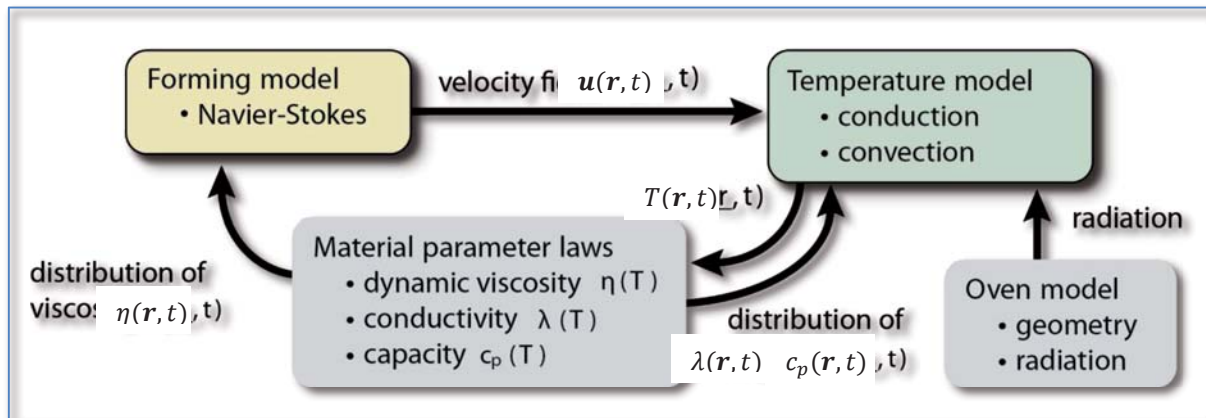 Forming model
• Navier-Stokes
velocity fi u(r,t) ,t)
Temperature model
• conduction
• convection
T(r,t) r,t)
radiation
Material parameter laws
• dynamic viscosity η(T)
• conductivity λ(T)
• capacity cp(T)
distribution of
viscos η(r,t) ,t)
distribution of
λ(r,t) cp(r,t) ,t)
Oven model
• geometry
• radiation